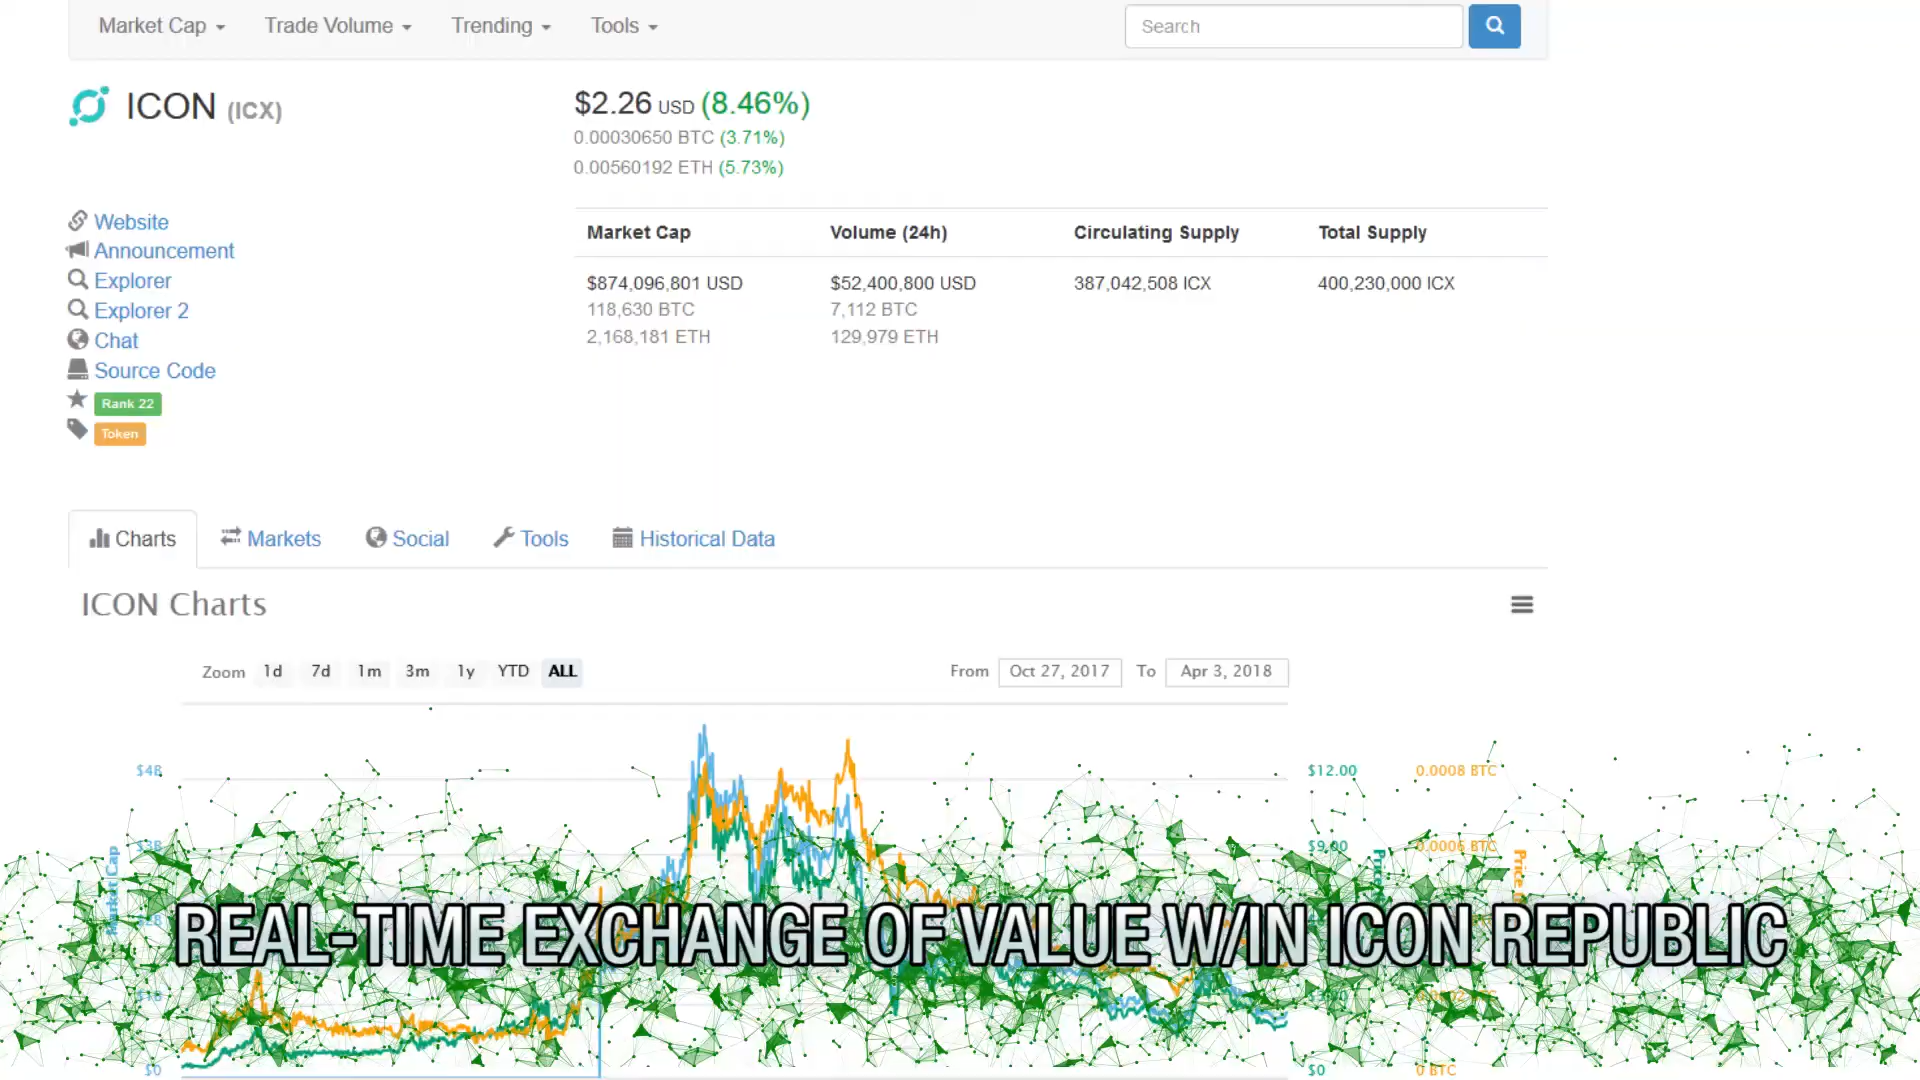 Market Cap Trade Volume Trending Tools Search
ICON (ICX)
$2.26 USD (8.46%)
0.00030650 BTC (3.71%)
0.00560192 ETH (5.73%)
Website
Announcement
Explorer
Explorer 2
Chat
Source Code
Rank 22
Token
Market Cap Volume (24h) Circulating Supply Total Supply
$874,096,801 USD $52,400,800 USD 387,042,508 ICX 400,230,000 ICX
118,630 BTC 7,112 BTC
2,168,181 ETH 129,979 ETH
Charts Markets Social Tools Historical Data
ICON Charts
Zoom 1d 7d 1m 3m 1y YTD ALL From Oct 27, 2017 To Apr 3, 2018
$4B $12.00 0.0008 BTC
$3B $9.00 0.0006 BTC
Market Cap
Price
REAL-TIME EXCHANGE OF VALUE W/IN ICON REPUBLIC
$1B
$0 $0 0 BTC